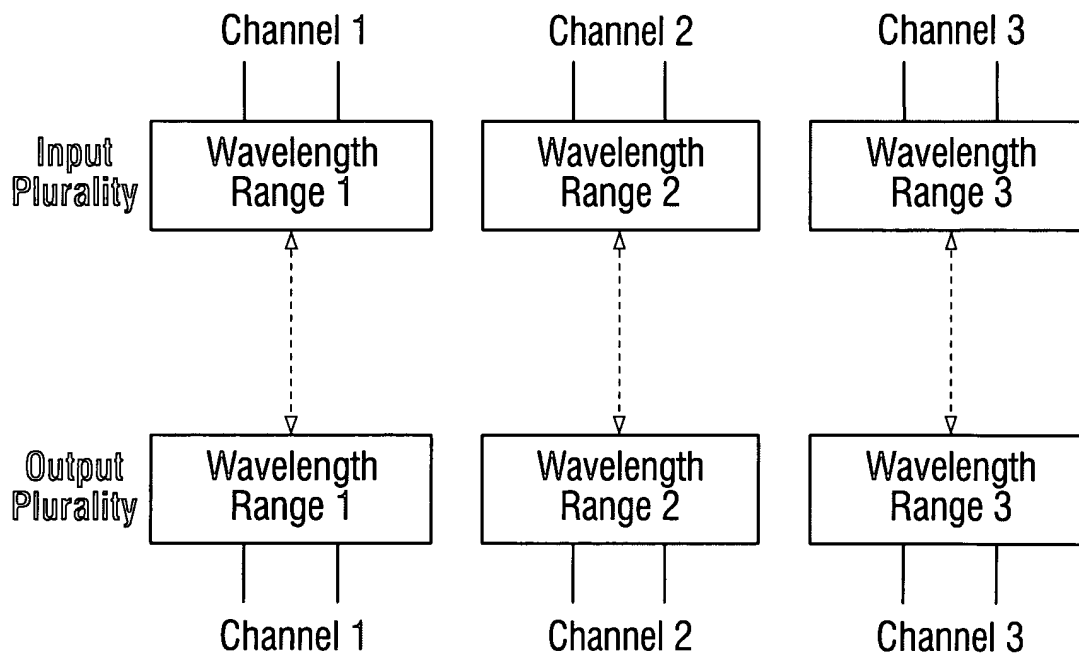 Channel 1 Channel 2 Channel 3
Input
Plurality
Wavelength
Range 1
Wavelength
Range 2
Wavelength
Range 3
Output
Plurality
Wavelength
Range 1
Wavelength
Range 2
Wavelength
Range 3
Channel 1 Channel 2 Channel 3